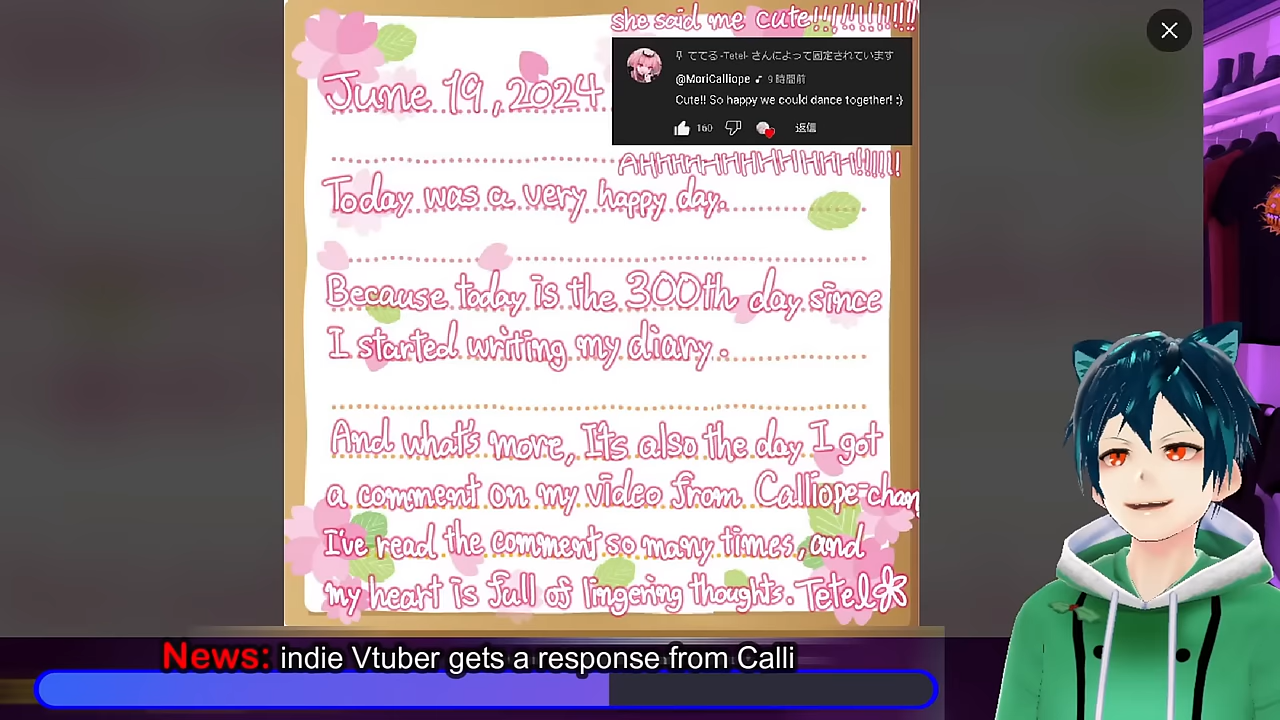 she said me cute!!!!!!!!!!!!
ててる -Tetel- さんによって固定されています
@MoriCalliope 9 時間前
Cute!! So happy we could dance together! :}
160 返信
June 19, 2024
AHHHHHHHHHHHH!!!!!!
Today was a very happy day.
Because today is the 300th day since
I started writing my diary.
And what's more, It's also the day I got
a comment on my video from Calliope-chan
I've read the comment so many times, and
my heart is full of lingering thoughts. Tetel
News: indie Vtuber gets a response from Calli